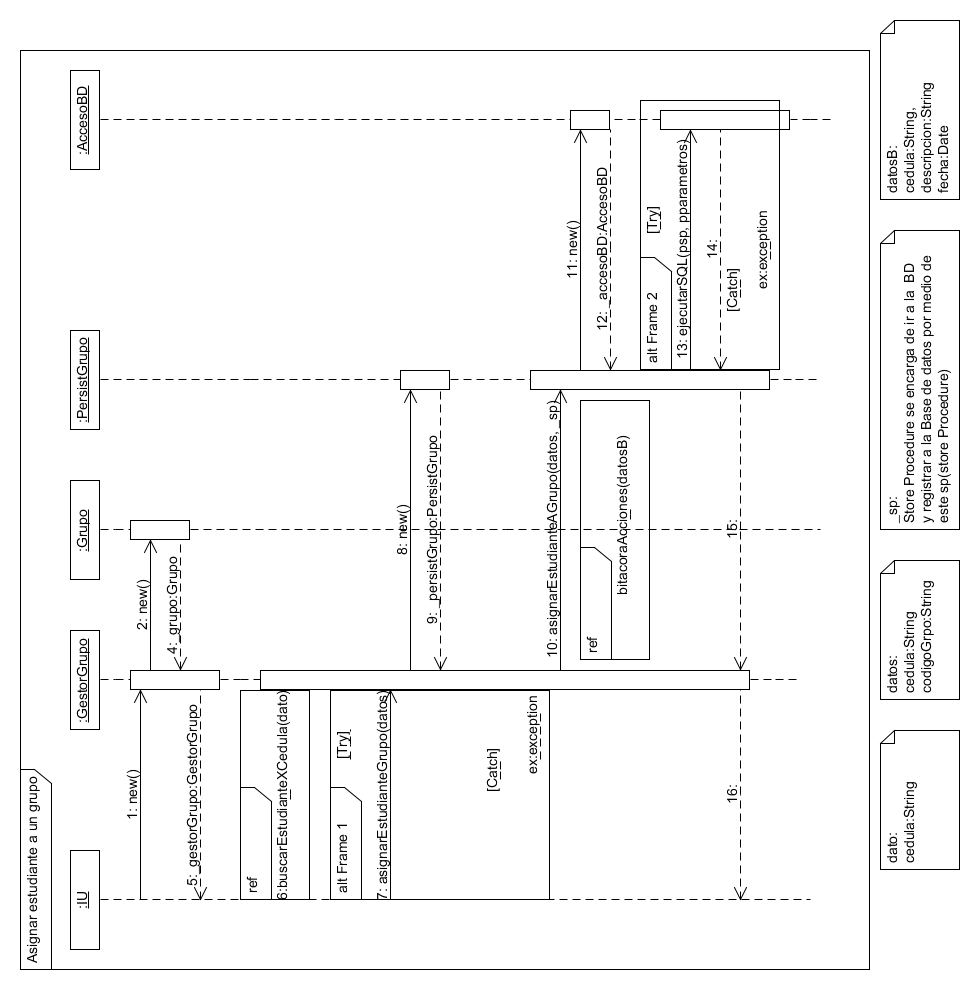 Asignar estudiante a un grupo
:IU
:GestorGrupo
:Grupo
:PersistGrupo
:AccesoBD
1: new()
2: new()
4:_grupo:Grupo
5:_gestorGrupo:GestorGrupo
ref
6:buscarEstudianteXCedula(dato)
alt Frame 1
[Try]
7: asignarEstudianteGrupo(datos)
8: new()
9: _persistGrupo:PersistGrupo
[Catch]
ex:exception
10: asignarEstudianteAGrupo(datos, _sp)
11: new()
ref
bitacoraAcciones(datosB)
12: _accesoBD:AccesoBD
alt Frame 2
[Try]
13: ejecutarSQL(psp, pparametros)
14:
[Catch]
ex:exception
15:
16:
dato:
cedula:String
datos:
cedula:String
codigoGrpo:String
_sp:
Store Procedure se encarga de ir a la BD
y registrar a la Base de datos por medio de
este sp(store Procedure)
datosB:
cedula:String,
descripcion:String
fecha:Date